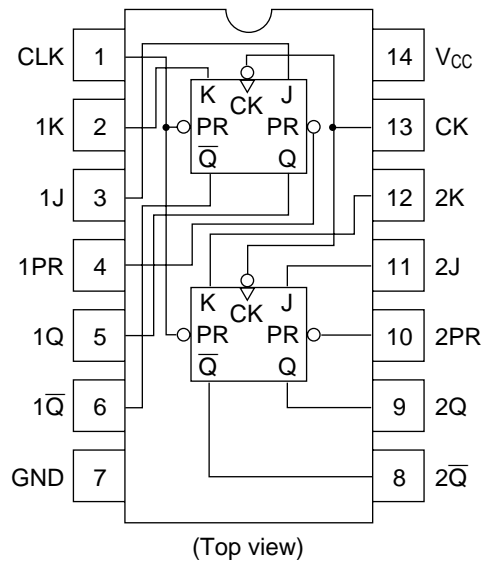 CLK 1 14 VCC
K J
CK
1K 2 PR PR 13 CK
Q̅ Q
1J 3 12 2K
1PR 4 11 2J
K J
CK
1Q 5 PR PR 10 2PR
Q̅ Q
1Q̅ 6 9 2Q
GND 7 8 2Q̅
(Top view)